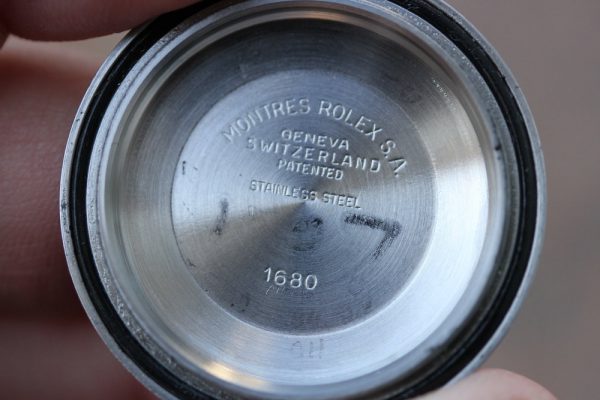 MONTRES ROLEX S.A.
GENEVA
SWITZERLAND
PATENTED
STAINLESS STEEL
1680